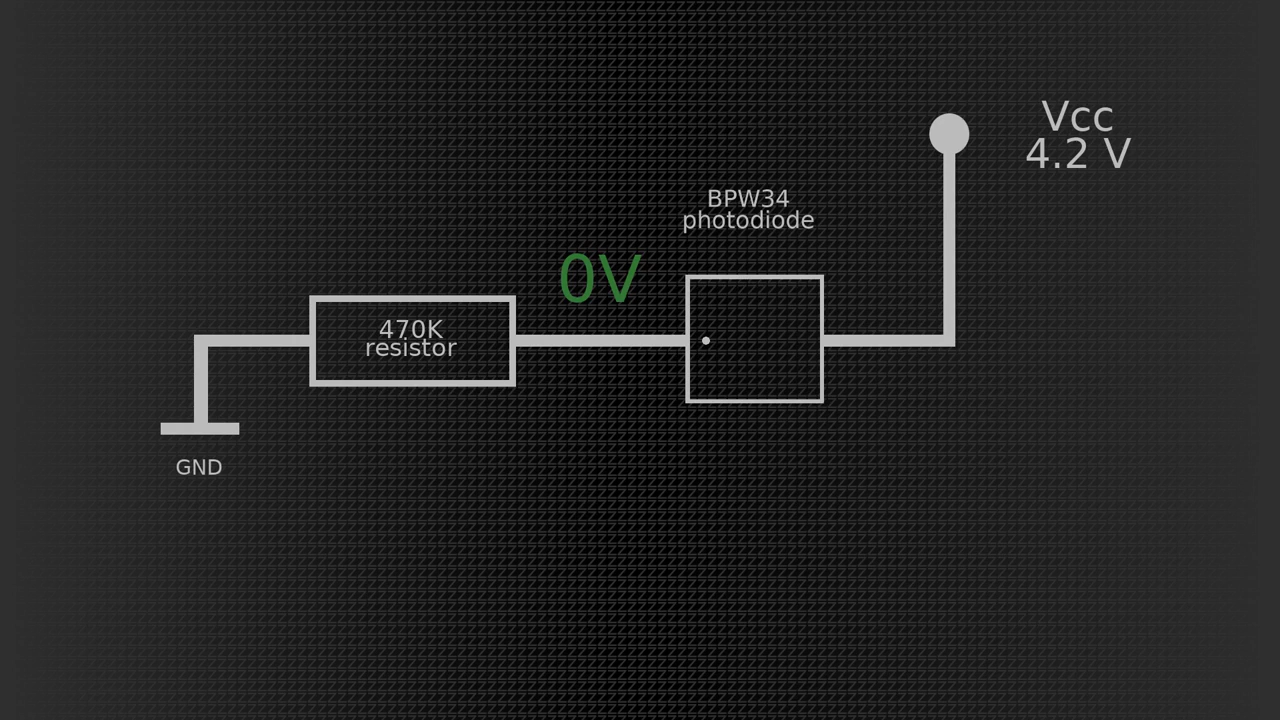 Vcc
4.2 V
BPW34
photodiode
0V
470K
resistor
GND